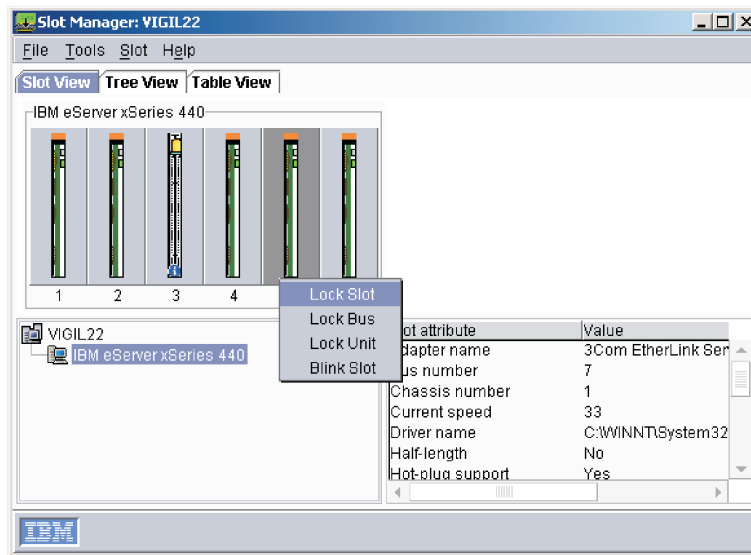 Slot Manager: VIGIL22
File Tools Slot Help
Slot View Tree View Table View
IBM eServer xSeries 440
1 2 3 4
Lock Slot
Lock Bus
Lock Unit
Blink Slot
VIGIL22
IBM eServer xSeries 440
ot attribute Value
dapter name 3Com EtherLink Ser
us number 7
Chassis number 1
Current speed 33
Driver name C:\WINNT\System32
Half-length No
Hot-plug support Yes
IBM